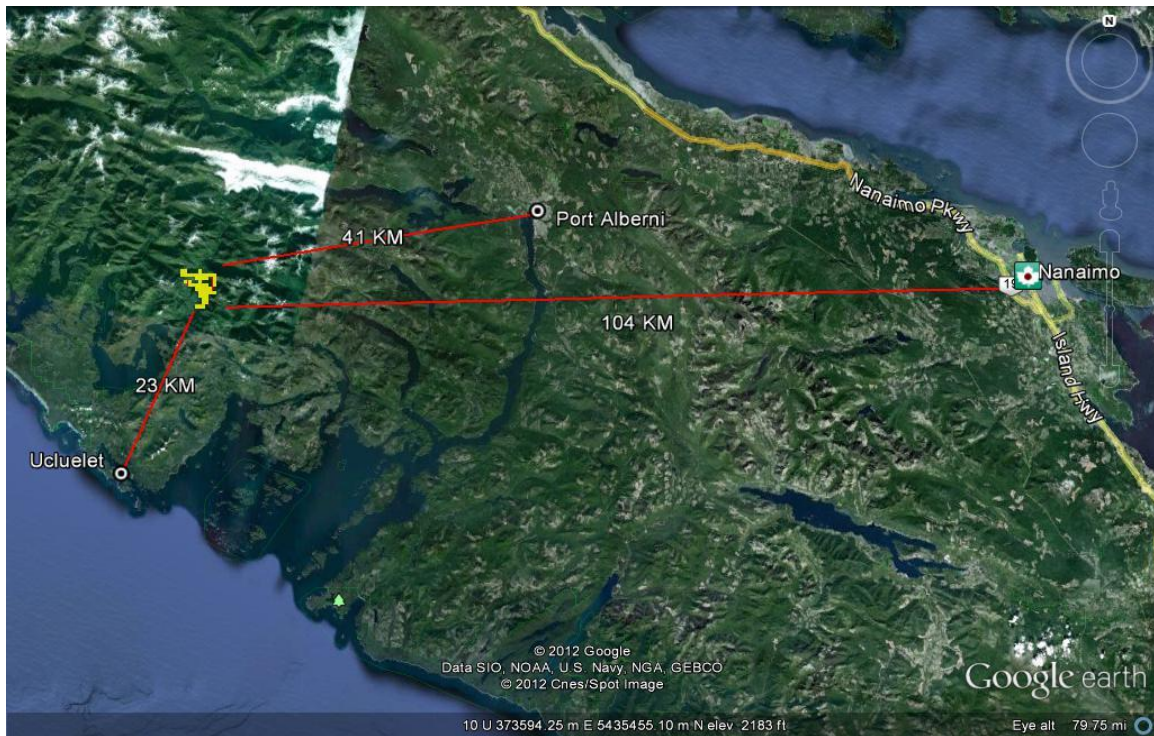 N
Nanaimo Pkwy
Port Alberni
41 KM
Nanaimo
19
104 KM
Island Hwy
23 KM
Ucluelet
© 2012 Google
Data SIO, NOAA, U.S. Navy, NGA, GEBCO
© 2012 Cnes/Spot Image
Google earth
10 U 373594.25 m E 5435455.10 m N elev 2183 ft
Eye alt 79.75 mi